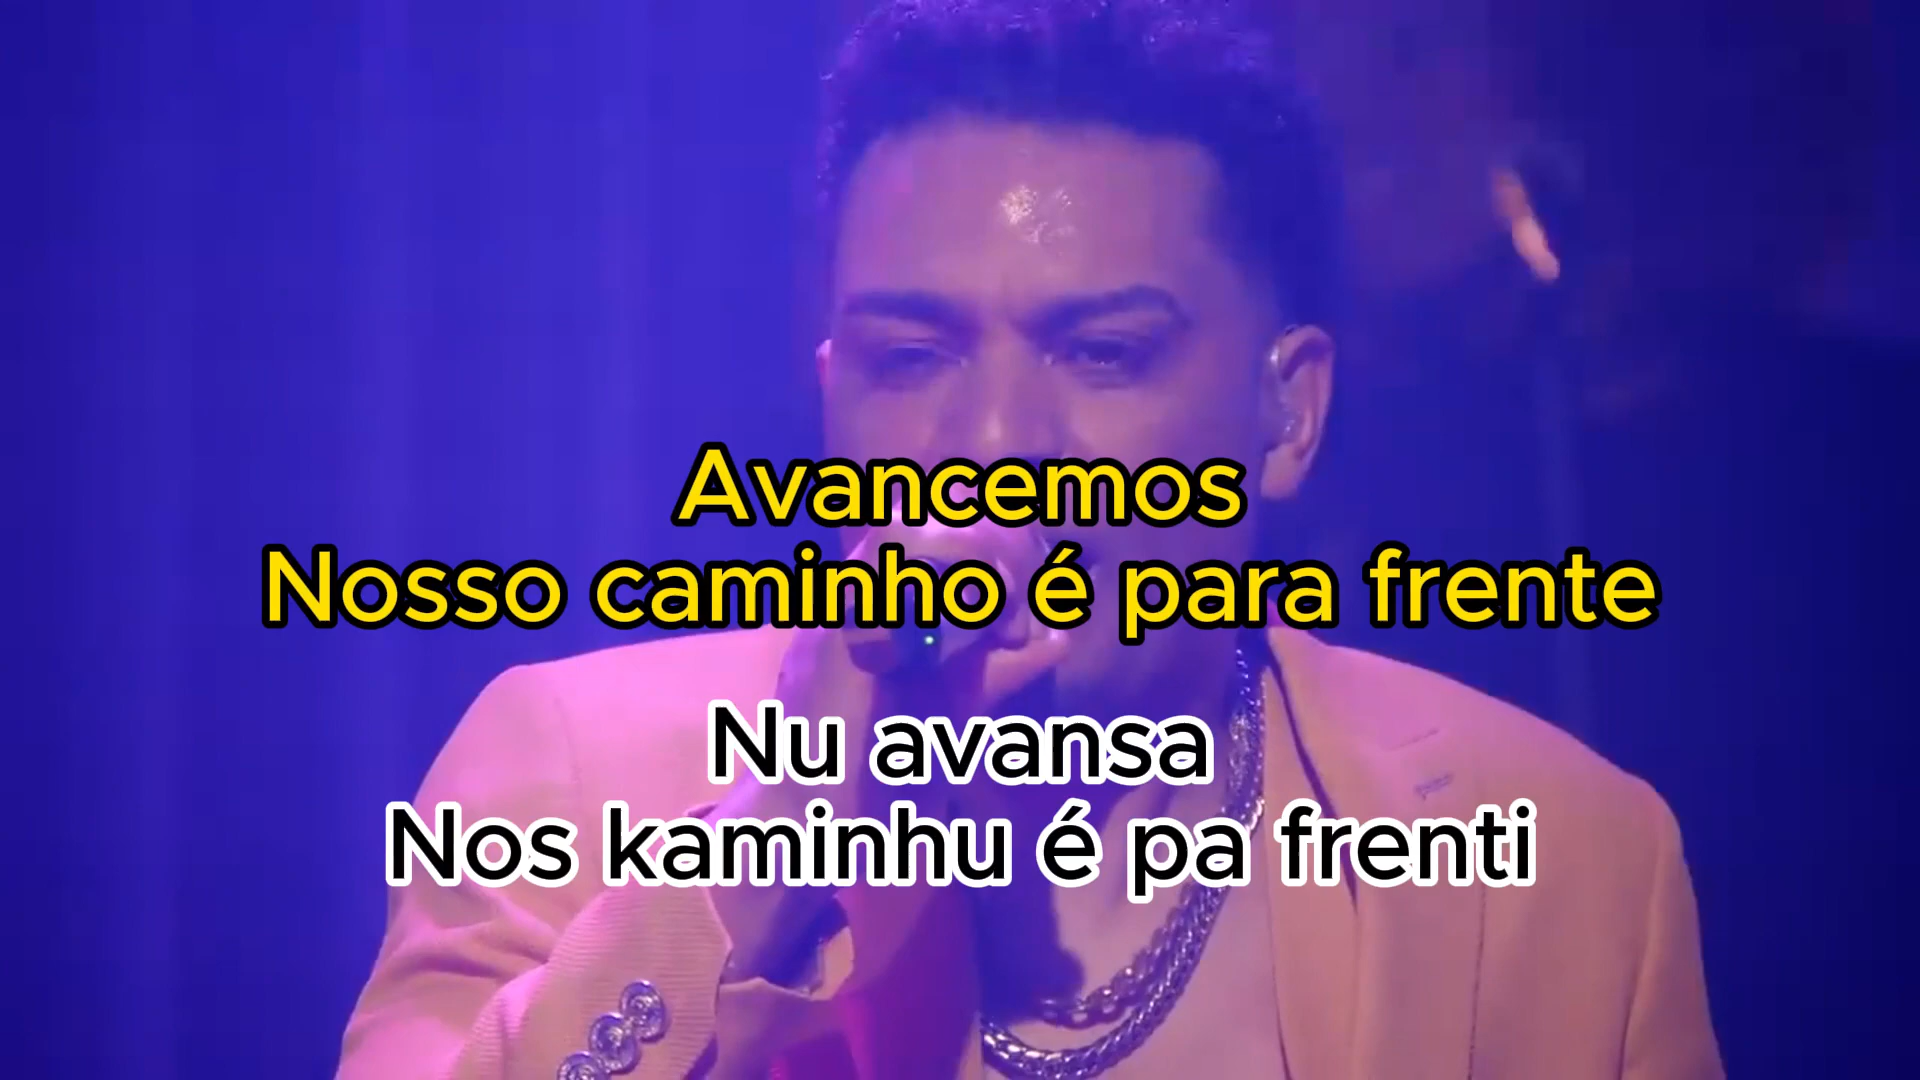 Avancemos
Nosso caminho é para frente
Nu avansa
Nos kaminhu é pa frenti